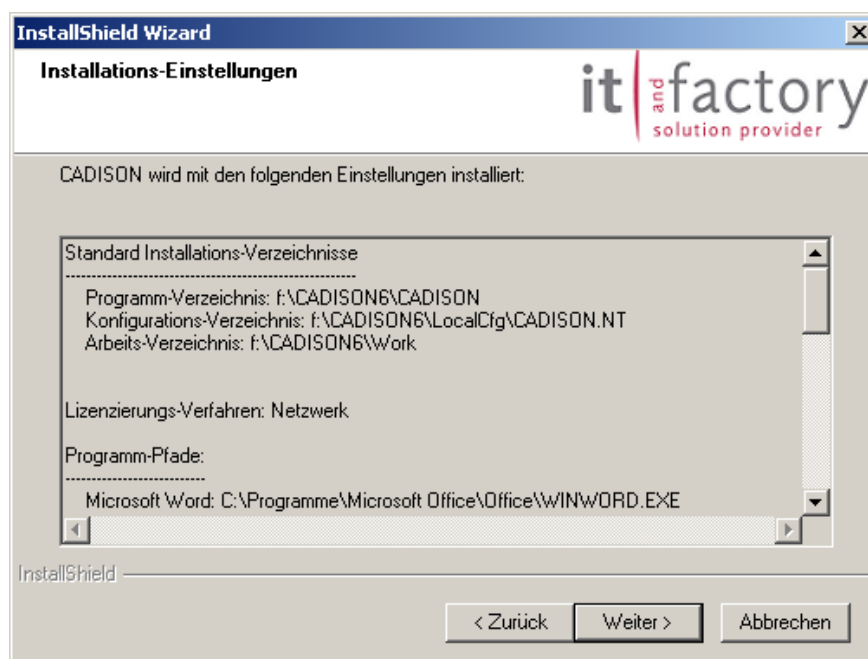 InstallShield Wizard
Installations-Einstellungen
it and factory
solution provider
CADISON wird mit den folgenden Einstellungen installiert:
Standard Installations-Verzeichnisse
----------------------------------------------------
Programm-Verzeichnis: f:\CADISON6\CADISON
Konfigurations-Verzeichnis: f:\CADISON6\LocalCfg\CADISON.NT
Arbeits-Verzeichnis: f:\CADISON6\Work
Lizenzierungs-Verfahren: Netzwerk
Programm-Pfade:
-------------------------
Microsoft Word: C:\Programme\Microsoft Office\Office\WINWORD.EXE
InstallShield
< Zurück Weiter > Abbrechen